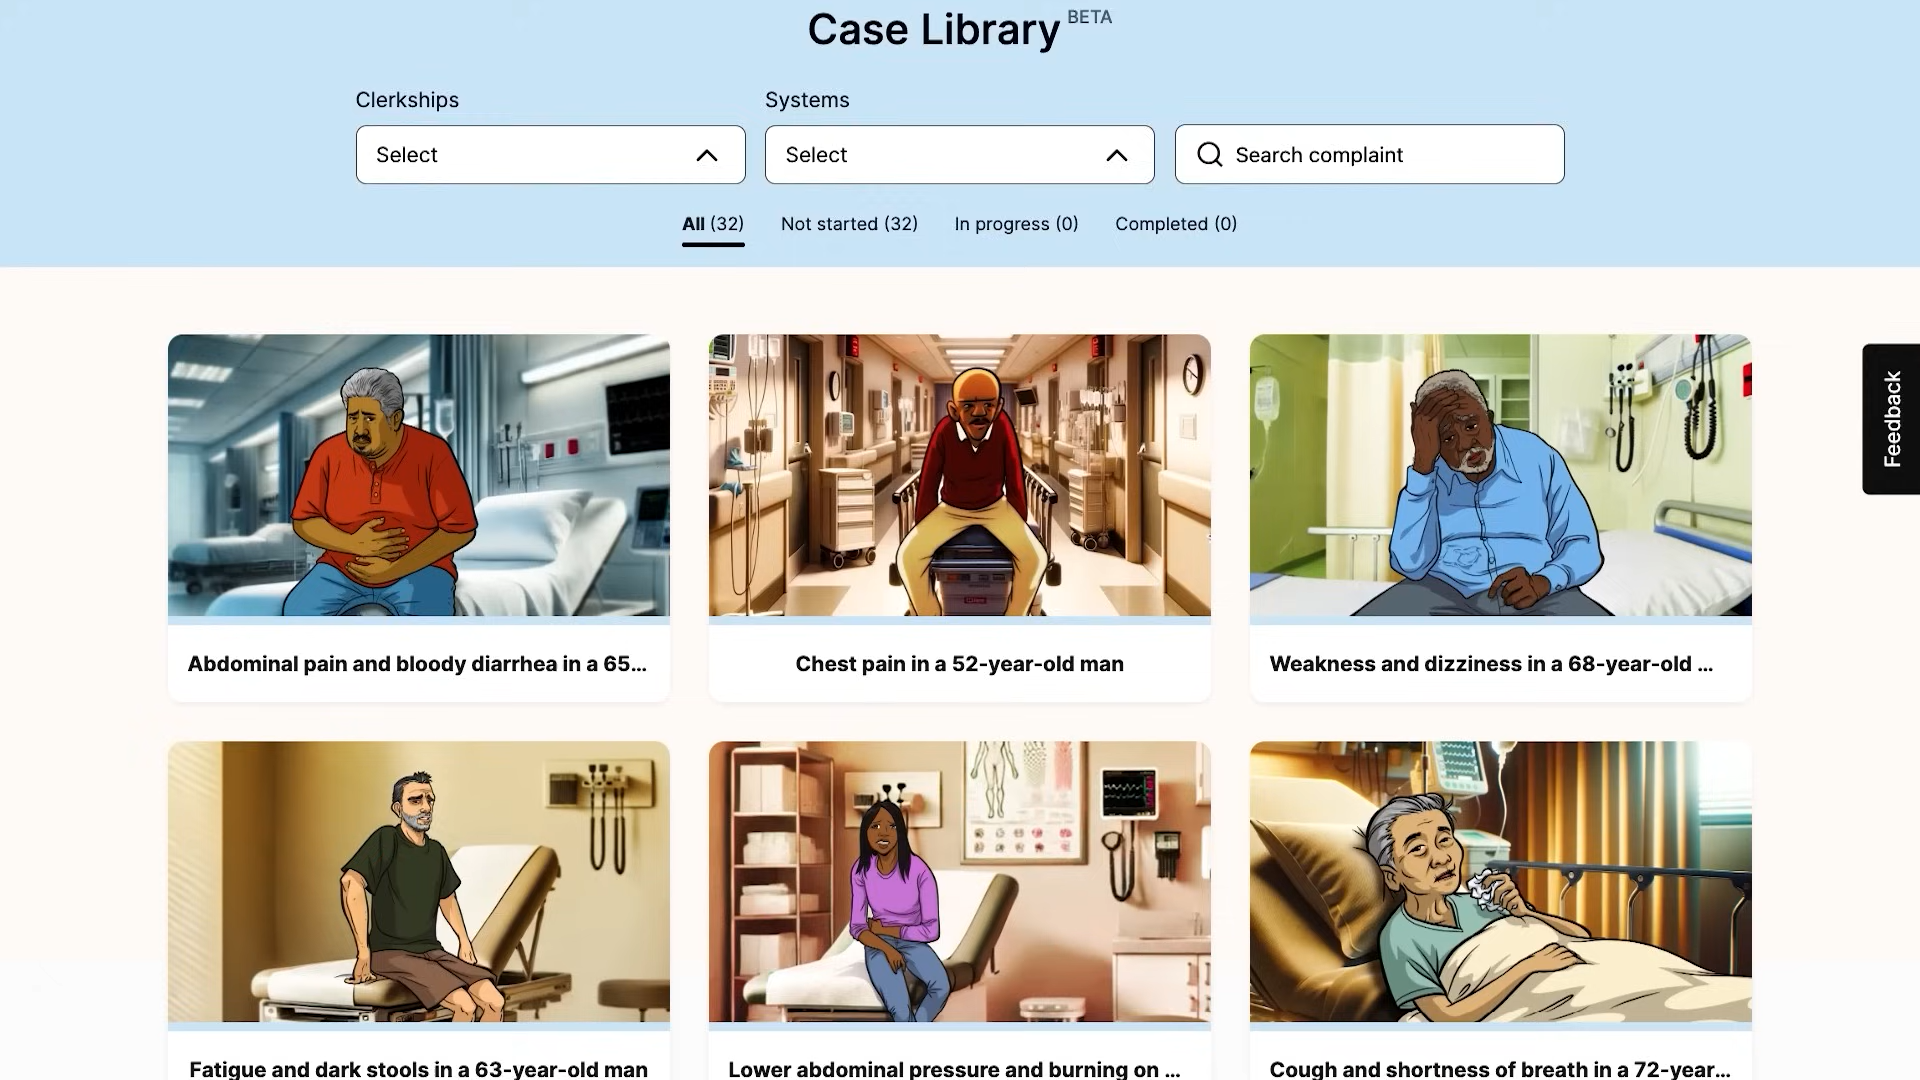 Case Library BETA
Clerkships
Systems
Select
Select
Search complaint
All (32)
Not started (32)
In progress (0)
Completed (0)
Feedback
Abdominal pain and bloody diarrhea in a 65...
Chest pain in a 52-year-old man
Weakness and dizziness in a 68-year-old ...
Fatigue and dark stools in a 63-year-old man
Lower abdominal pressure and burning on ...
Cough and shortness of breath in a 72-year...